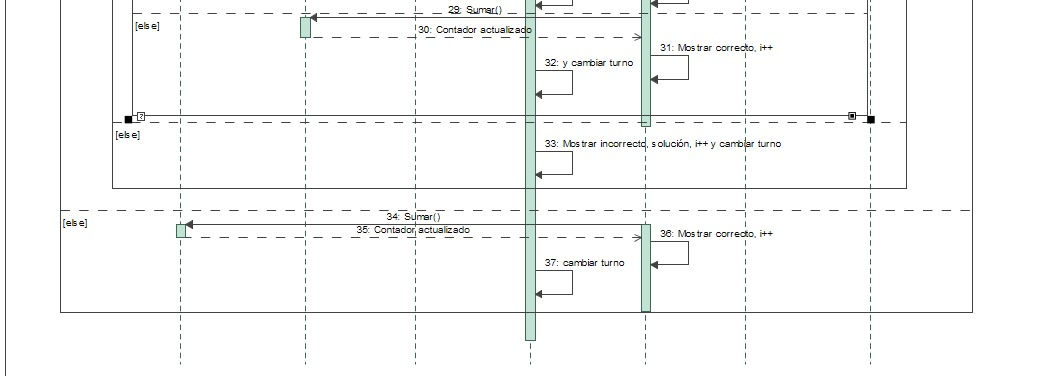 29: Sumar()
[else]
30: Contador actualizado
31: Mostrar correcto, i++
32: y cambiar turno
?
[else]
33: Mostrar incorrecto, solución, i++ y cambiar turno
34: Sumar()
[else]
35: Contador actualizado
36: Mostrar correcto, i++
37: cambiar turno